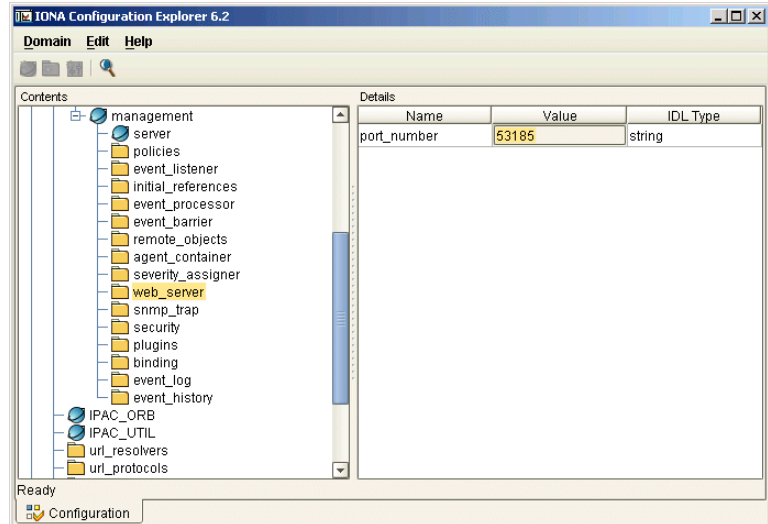 IONA Configuration Explorer 6.2
Domain Edit Help
Contents
management
server
policies
event_listener
initial_references
event_processor
event_barrier
remote_objects
agent_container
severity_assigner
web_server
snmp_trap
security
plugins
binding
event_log
event_history
IPAC_ORB
IPAC_UTIL
url_resolvers
url_protocols
Details
Name Value IDL Type
port_number 53185 string
Ready
Configuration